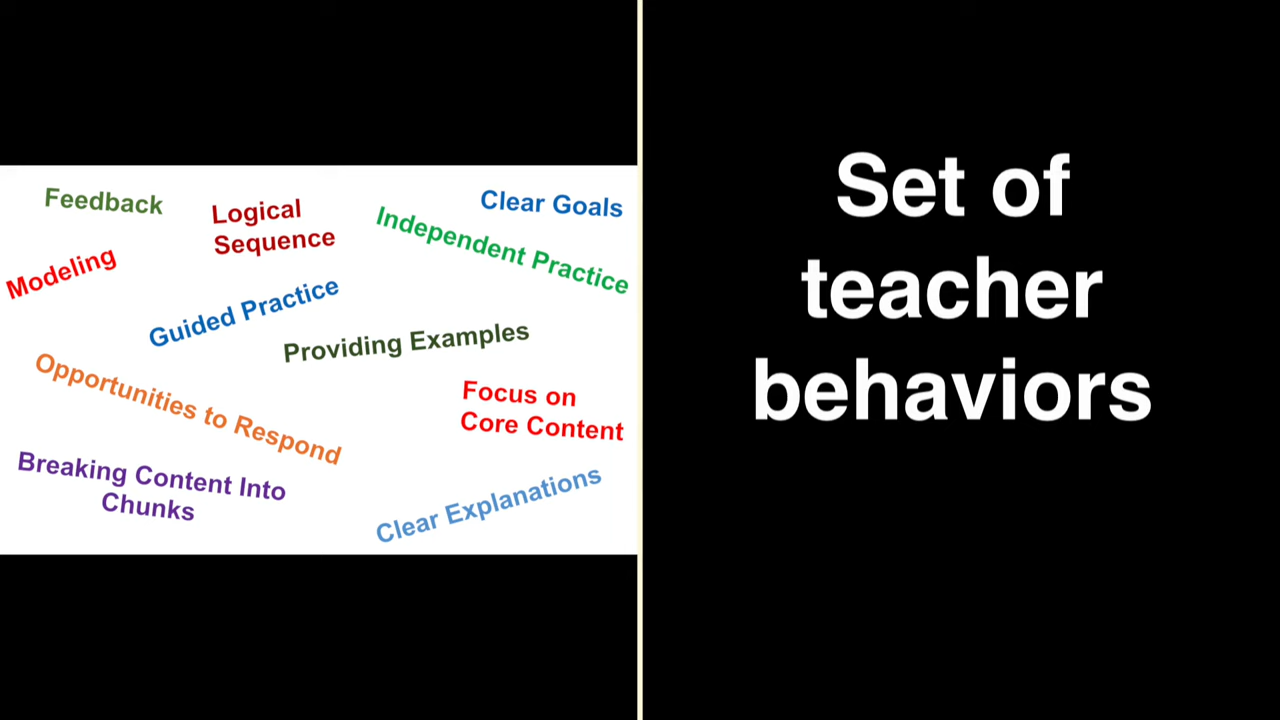 Feedback
Logical
Sequence
Clear Goals
Independent Practice
Modeling
Guided Practice
Providing Examples
Opportunities to Respond
Focus on
Core Content
Breaking Content Into
Chunks
Clear Explanations
Set of
teacher
behaviors